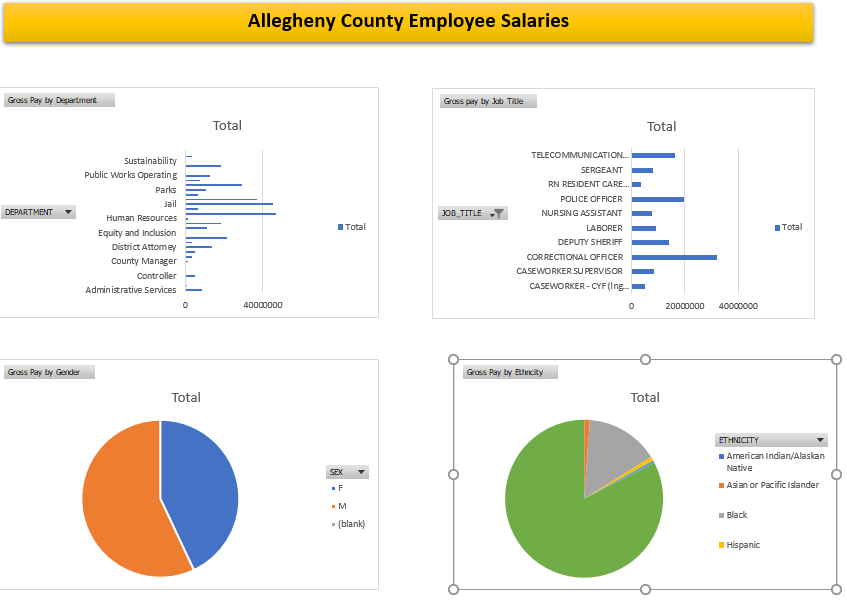 Allegheny County Employee Salaries
Gross Pay by Department
Total
Sustainability
Public Works Operating
Parks
Jail
Human Resources
Equity and Inclusion
District Attorney
County Manager
Controller
Administrative Services
0
40000000
DEPARTMENT
Total
Gross pay by Job Title
Total
TELECOMMUNICATION...
SERGEANT
RN RESIDENT CARE...
POLICE OFFICER
NURSING ASSISTANT
LABORER
DEPUTY SHERIFF
CORRECTIONAL OFFICER
CASEWORKER SUPERVISOR
CASEWORKER - CYF (Ing...
0
20000000
40000000
JOB_TITLE
Total
Gross Pay by Gender
Total
SEX
F
M
(blank)
Gross Pay by Ethncity
Total
ETHNICITY
American Indian/Alaskan
Native
Asian or Pacific Islander
Black
Hispanic